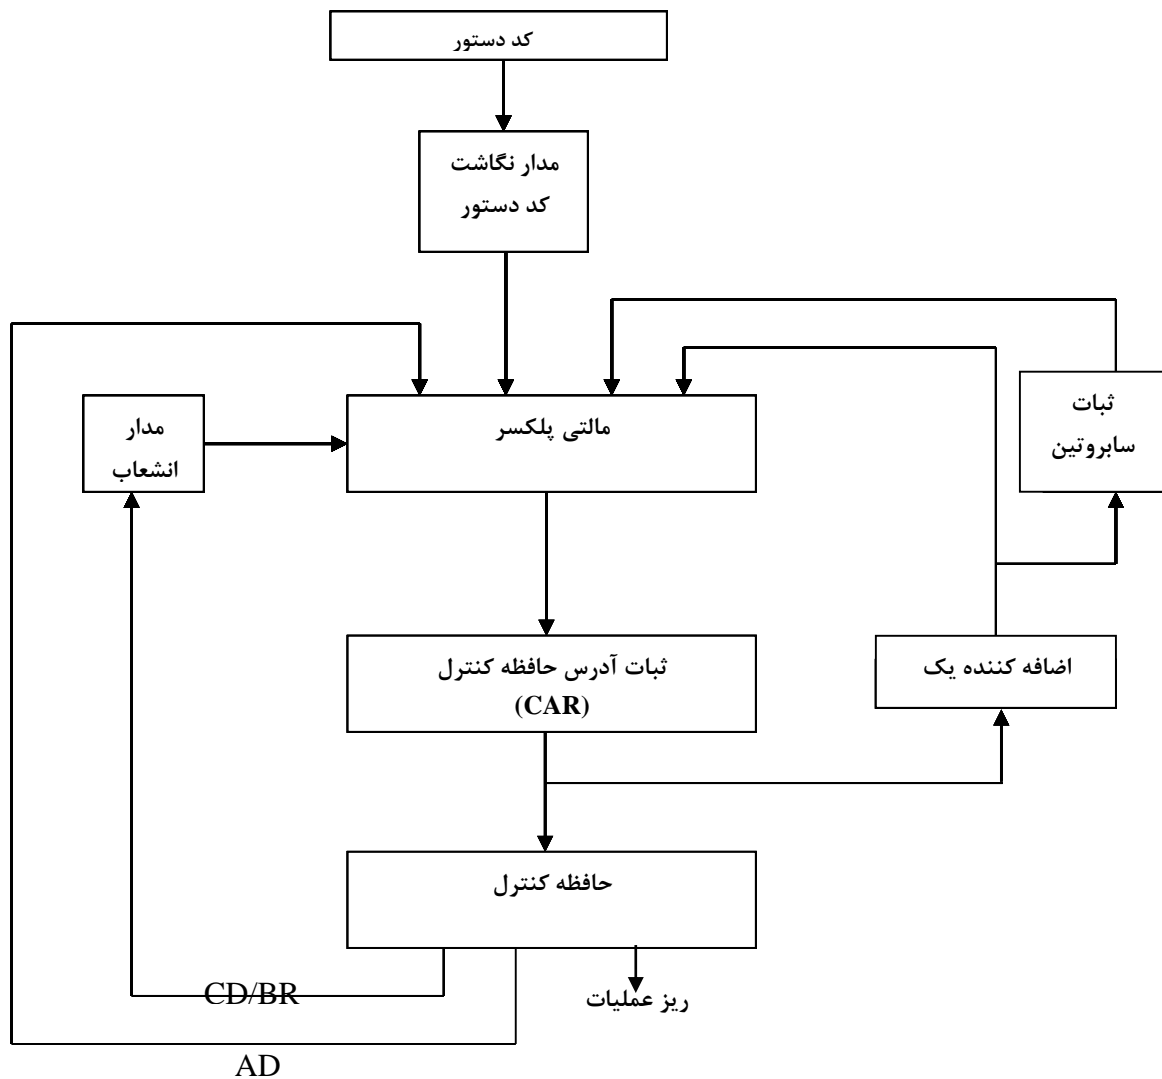 کد دستور
مدار نگاشت
کد دستور
مالتی پلکسر
مدار
انشعاب
ثبات
سابروتین
ثبات آدرس حافظه کنترل
(CAR)
اضافه کننده یک
حافظه کنترل
CD/BR
ریز عملیات
AD